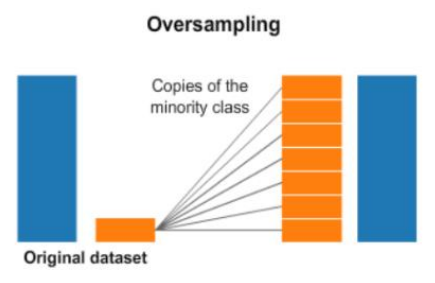 Oversampling
Copies of the
minority class
Original dataset